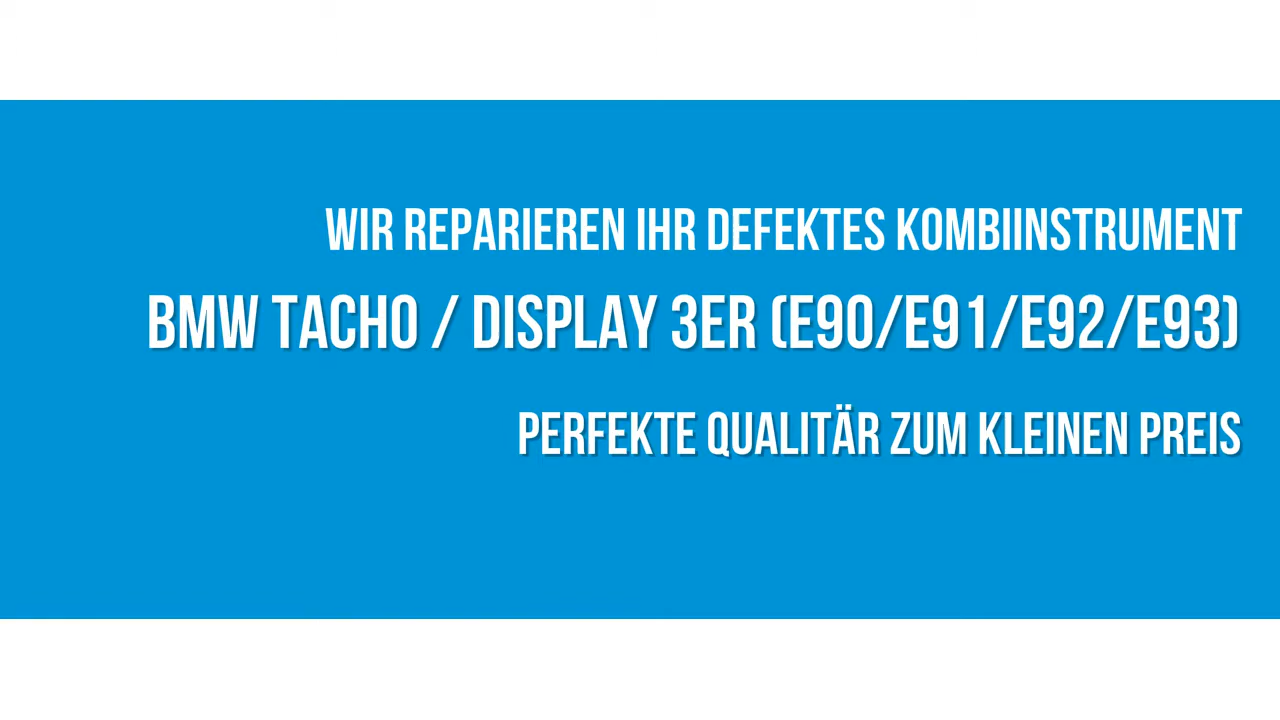 WIR REPARIEREN IHR DEFEKTES KOMBIINSTRUMENT
BMW TACHO / DISPLAY 3ER (E90/E91/E92/E93)
PERFEKTE QUALITÄR ZUM KLEINEN PREIS